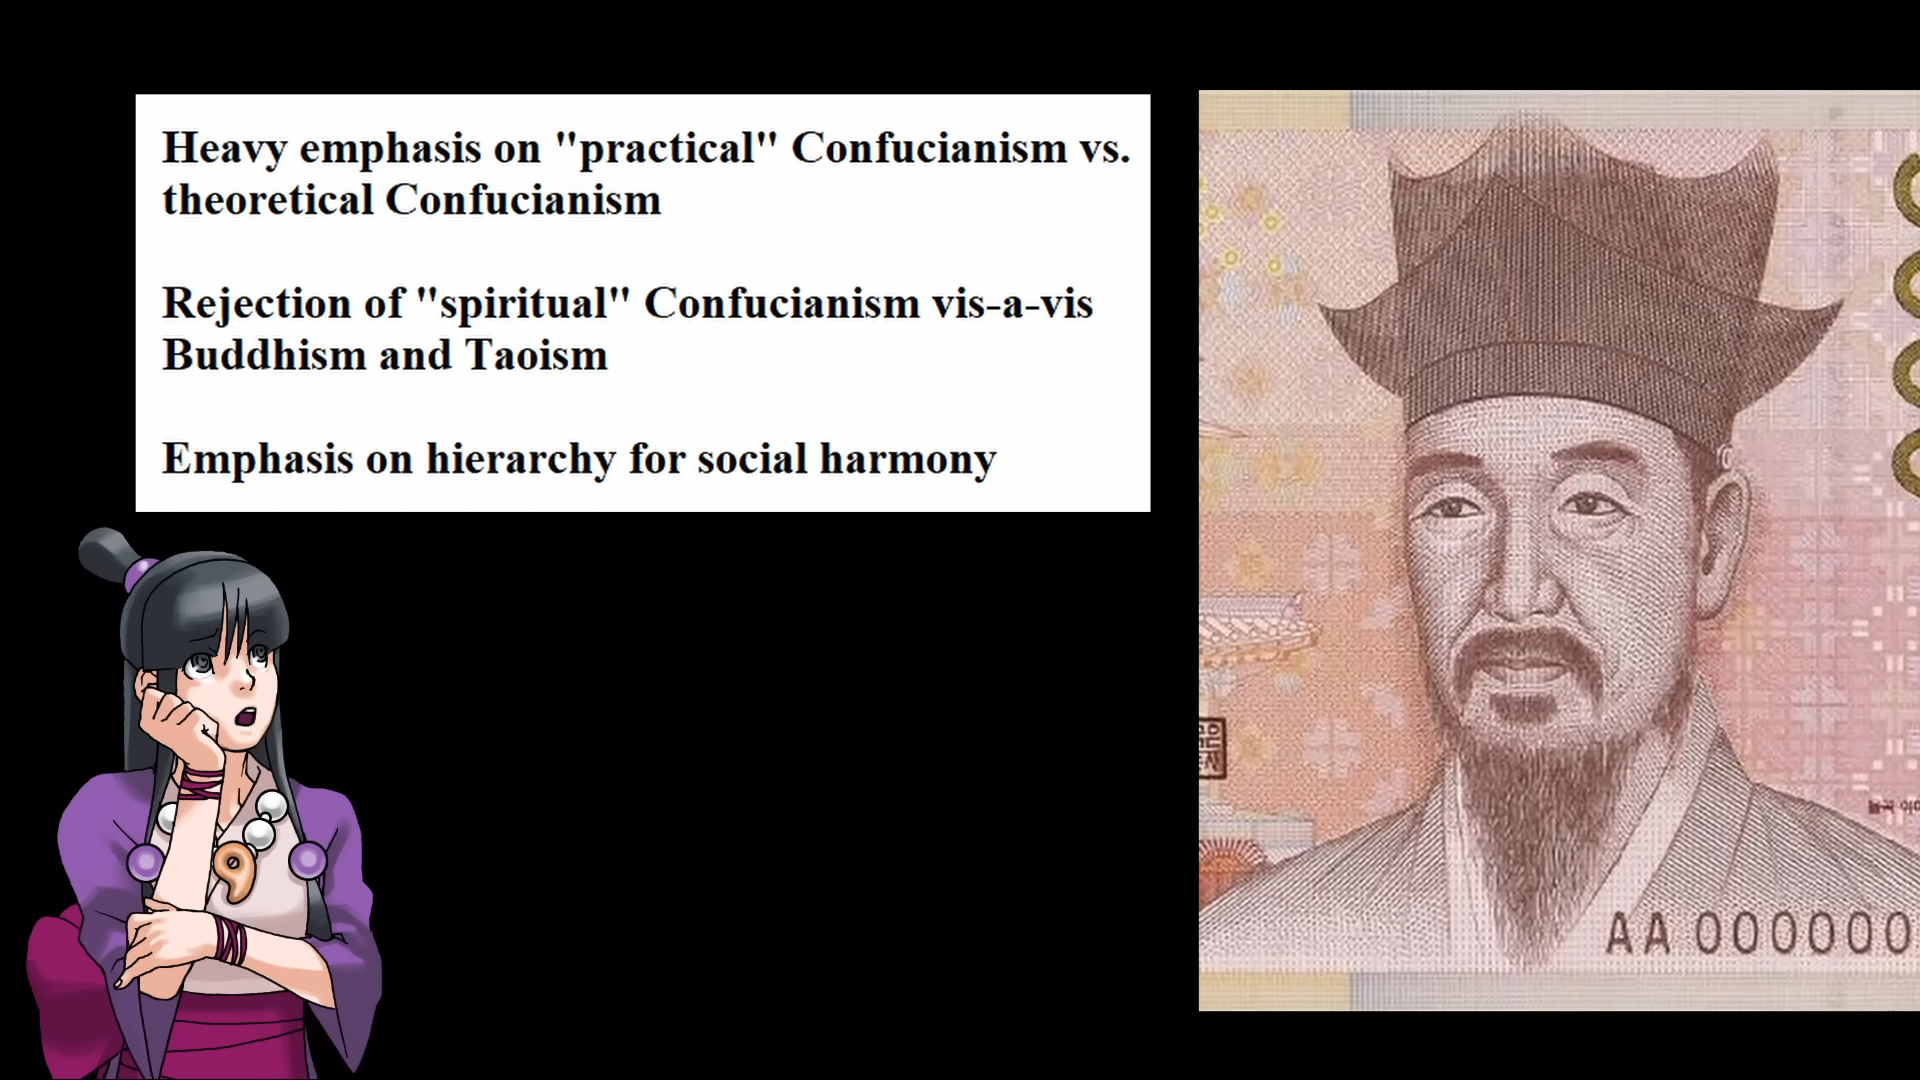 Heavy emphasis on "practical" Confucianism vs.
theoretical Confucianism
Rejection of "spiritual" Confucianism vis-a-vis
Buddhism and Taoism
Emphasis on hierarchy for social harmony
AA 000000